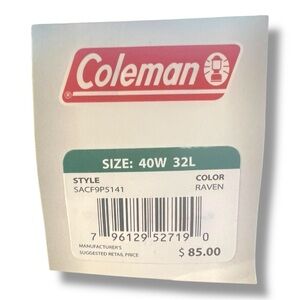 Coleman
SIZE: 40W 32L
STYLE COLOR
SACF9PS141 RAVEN
7 96129 52719 0
MANUFACTURER'S
SUGGESTED RETAIL PRICE $ 85.00